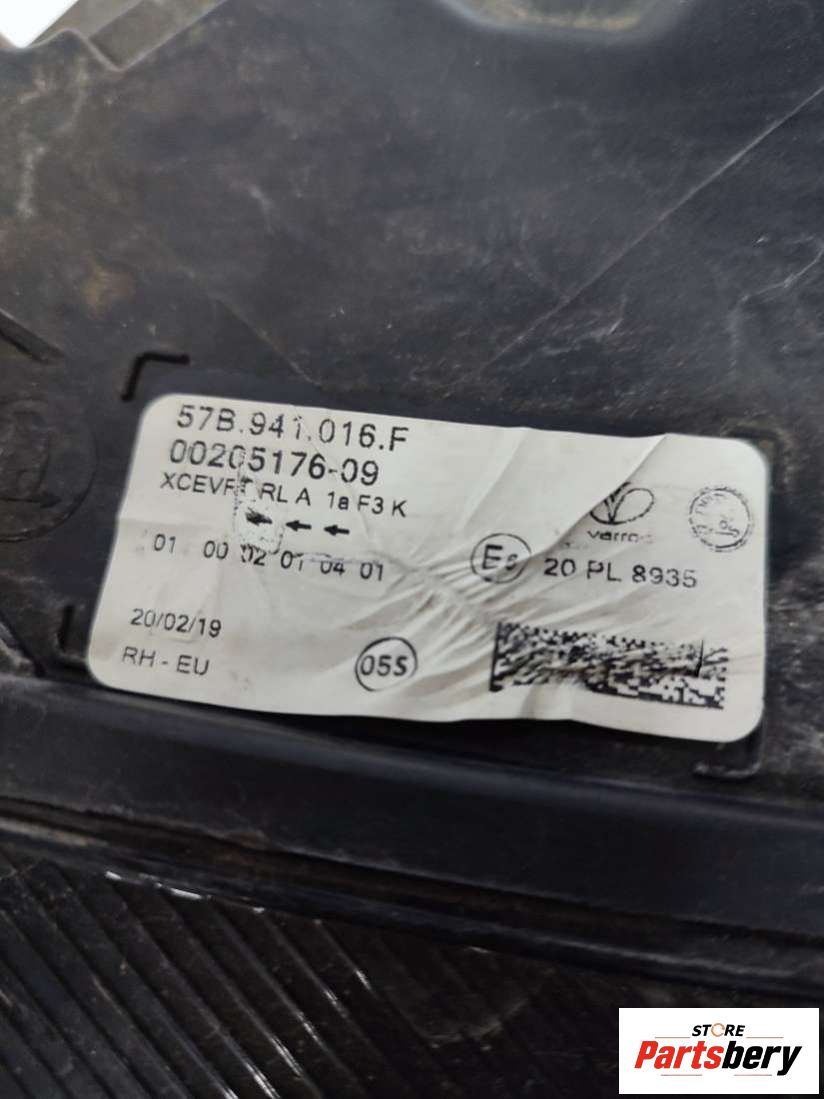 57B.941.016.F
00205176-09
RL A 1a F3 K
01 00 02 01 04 01
20 PL 8935
20/02/19
RH - EU
05S
STORE
Partsbery